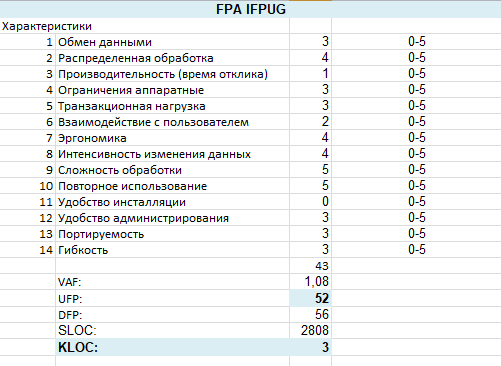 FPA IFPUG
Характеристики
1 Обмен данными 3 0-5
2 Распределенная обработка 4 0-5
3 Производительность (время отклика) 1 0-5
4 Ограничения аппаратные 3 0-5
5 Транзакционная нагрузка 3 0-5
6 Взаимодействие с пользователем 2 0-5
7 Эргономика 4 0-5
8 Интенсивность изменения данных 4 0-5
9 Сложность обработки 5 0-5
10 Повторное использование 5 0-5
11 Удобство инсталляции 0 0-5
12 Удобство администрирования 3 0-5
13 Портируемость 3 0-5
14 Гибкость 3 0-5
43
VAF: 1,08
UFP: 52
DFP: 56
SLOC: 2808
KLOC: 3